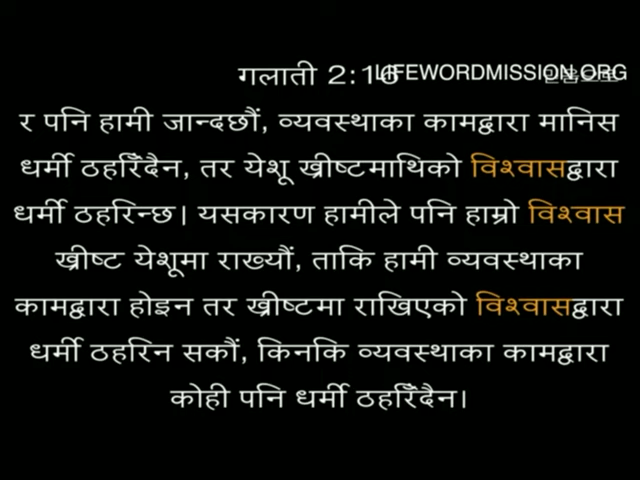 गलाती 2:16 LIFEWORDMISSION.ORG
र पनि हामी जान्दछौं, व्यवस्थाका कामद्वारा मानिस
धर्मी ठहरिँदैन, तर येशू ख्रीष्टमाथिको विश्वासद्वारा
धर्मी ठहरिन्छ। यसकारण हामीले पनि हाम्रो विश्वास
ख्रीष्ट येशूमा राख्यौं, ताकि हामी व्यवस्थाका
कामद्वारा होइन तर ख्रीष्टमा राखिएको विश्वासद्वारा
धर्मी ठहरिन सकौं, किनकि व्यवस्थाका कामद्वारा
कोही पनि धर्मी ठहरिँदैन।